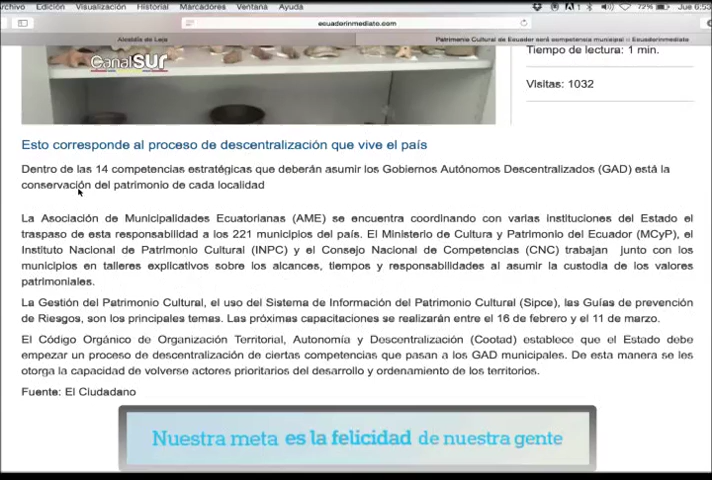 rchivo Edición Visualización Historial Marcadores Ventana Ayuda 72% Jue 6:53
ecuadorinmediato.com
Alcaldía de Loja Patrimonio Cultural de Ecuador será competencia municipal :: Ecuadorinmediato
CanalSUR
Tiempo de lectura: 1 min.
Visitas: 1032
Esto corresponde al proceso de descentralización que vive el país
Dentro de las 14 competencias estratégicas que deberán asumir los Gobiernos Autónomos Descentralizados (GAD) está la
conservación del patrimonio de cada localidad
La Asociación de Municipalidades Ecuatorianas (AME) se encuentra coordinando con varias instituciones del Estado el
traspaso de esta responsabilidad a los 221 municipios del país. El Ministerio de Cultura y Patrimonio del Ecuador (MCyP), el
Instituto Nacional de Patrimonio Cultural (INPC) y el Consejo Nacional de Competencias (CNC) trabajan junto con los
municipios en talleres explicativos sobre los alcances, tiempos y responsabilidades al asumir la custodia de los valores
patrimoniales.
La Gestión del Patrimonio Cultural, el uso del Sistema de Información del Patrimonio Cultural (Sipce), las Guías de prevención
de Riesgos, son los principales temas. Las próximas capacitaciones se realizarán entre el 16 de febrero y el 11 de marzo.
El Código Orgánico de Organización Territorial, Autonomía y Descentralización (Cootad) establece que el Estado debe
empezar un proceso de descentralización de ciertas competencias que pasan a los GAD municipales. De esta manera se les
otorga la capacidad de volverse actores prioritarios del desarrollo y ordenamiento de los territorios.
Fuente: El Ciudadano
Nuestra meta es la felicidad de nuestra gente